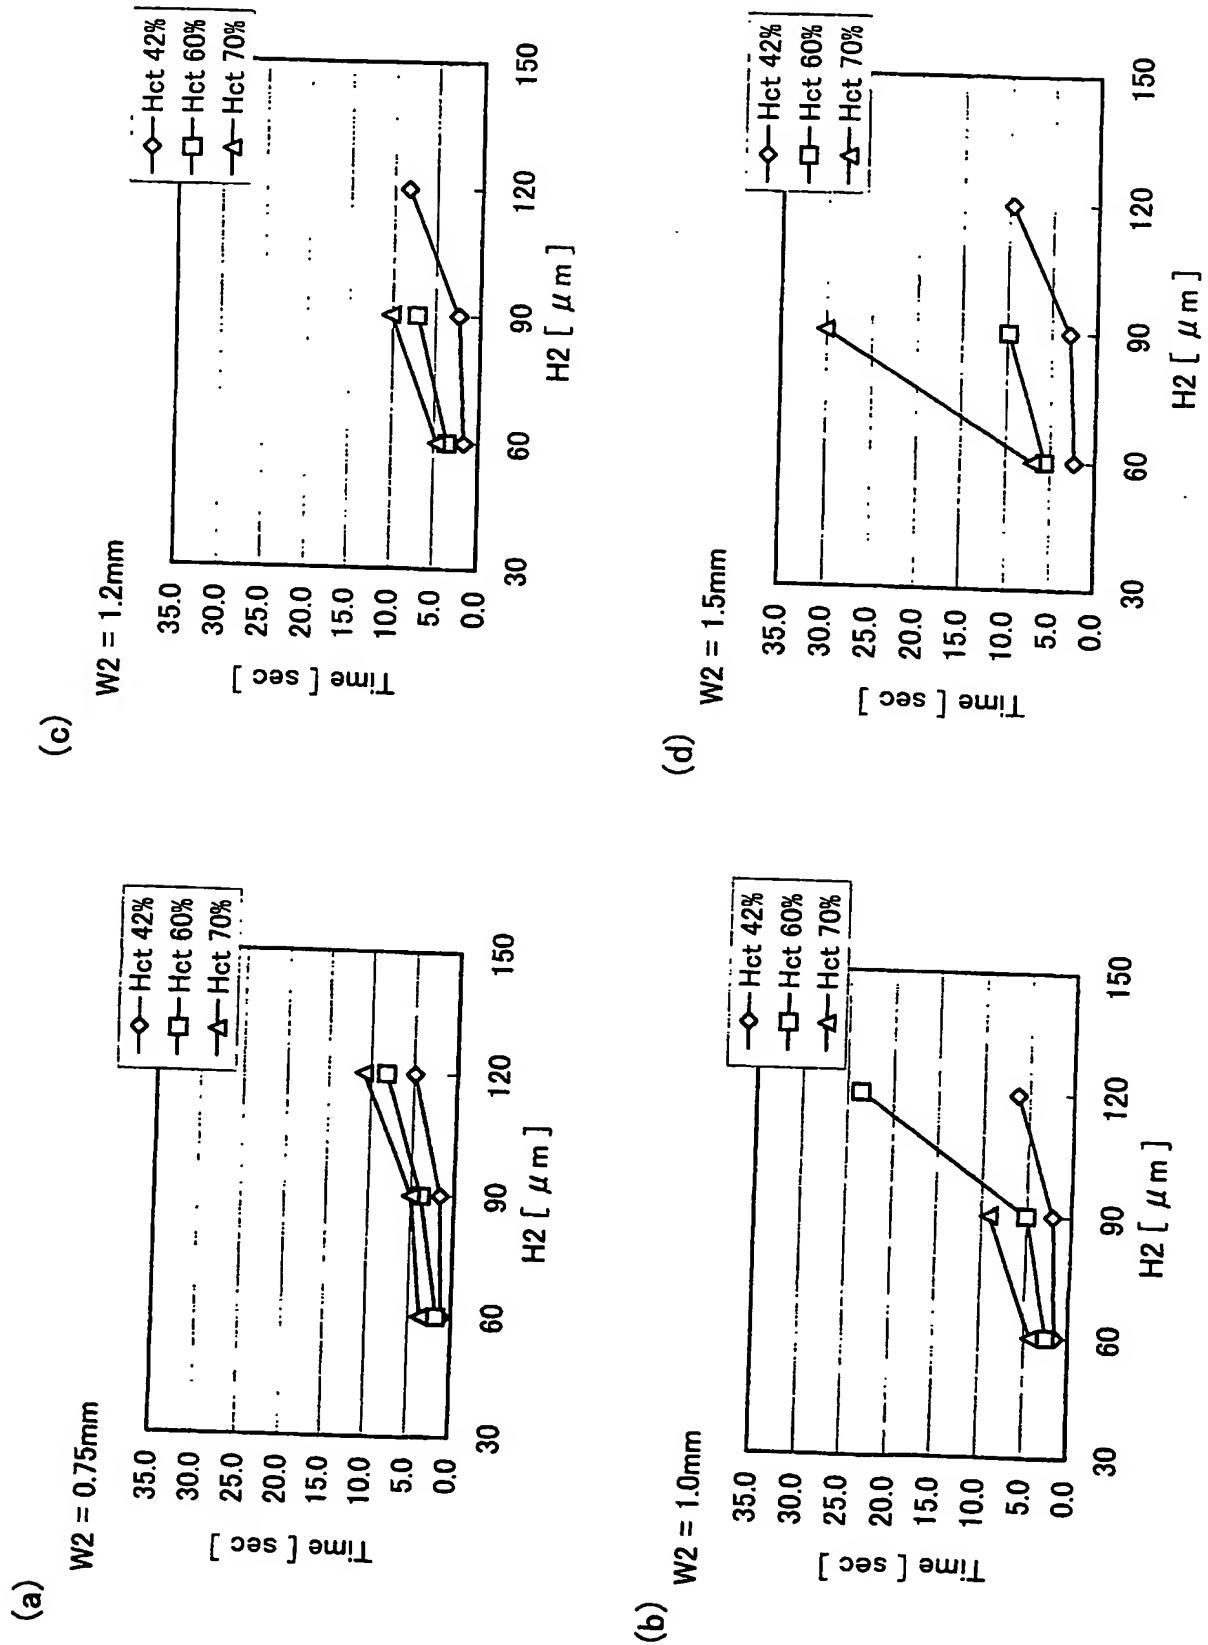 (a)
W2 = 0.75mm
35.0
30.0
25.0
20.0
15.0
10.0
5.0
0.0
Time [ sec ]
30
60
90
120
150
H2 [ μm ]
Hct 42%
Hct 60%
Hct 70%
(b)
W2 = 1.0mm
35.0
30.0
25.0
20.0
15.0
10.0
5.0
0.0
Time [ sec ]
30
60
90
120
150
H2 [ μm ]
Hct 42%
Hct 60%
Hct 70%
(c)
W2 = 1.2mm
35.0
30.0
25.0
20.0
15.0
10.0
5.0
0.0
Time [ sec ]
30
60
90
120
150
H2 [ μm ]
Hct 42%
Hct 60%
Hct 70%
(d)
W2 = 1.5mm
35.0
30.0
25.0
20.0
15.0
10.0
5.0
0.0
Time [ sec ]
30
60
90
120
150
H2 [ μm ]
Hct 42%
Hct 60%
Hct 70%